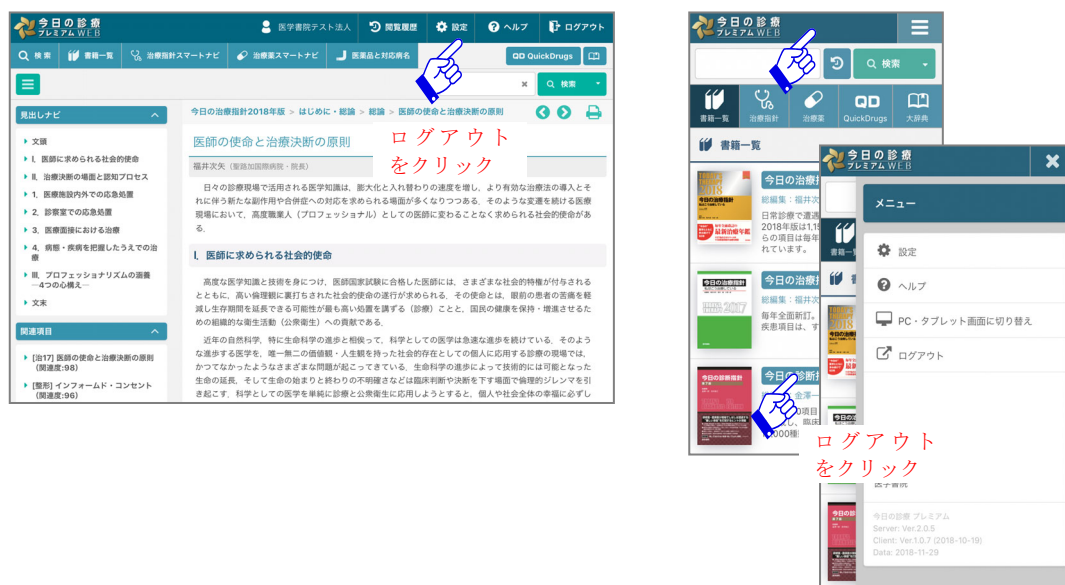 今日の診療
プレミアム WEB
医学書院テスト法人
閲覧履歴
設定
ヘルプ
ログアウト
検索
書籍一覧
治療指針スマートナビ
治療薬スマートナビ
医薬品と対応病名
QD QuickDrugs
検索
見出しナビ
文頭
I. 医師に求められる社会的使命
II. 治療決断の場面と認知プロセス
1. 医療施設内外での応急処置
2. 診察室での応急処置
3. 医療面接における治療
4. 病態・疾病を把握したうえでの治
療
III. プロフェッショナリズムの涵養
―4つの心構え―
文末
関連項目
[治17] 医師の使命と治療決断の原則
(関連度:98)
[整形] インフォームド・コンセント
(関連度:96)
今日の治療指針2018年版 > はじめに・総論 > 総論 > 医師の使命と治療決断の原則
医師の使命と治療決断の原則
福井次矢 (聖路加国際病院・院長)
日々の診療現場で活用される医学知識は，膨大化と入れ替わりの速度を増し，より有効な治療法の導入とそ
れに伴う新たな副作用や合併症への対応を求められる場面が多くなりつつある．そのような変遷を続ける医療
現場において，高度職業人（プロフェッショナル）としての医師に変わることなく求められる社会的使命があ
る．
I. 医師に求められる社会的使命
高度な医学知識と技術を身につけ，医師国家試験に合格した医師には，さまざまな社会的特権が付与される
とともに，高い倫理観に裏打ちされた社会的使命の遂行が求められる．その使命とは，眼前の患者の苦痛を軽
減し生存期間を延長できる可能性が最も高い処置を講ずる（診療）ことと，国民の健康を保持・増進させるた
めの組織的な衛生活動（公衆衛生）への貢献である．
近年の自然科学，特に生命科学の進歩と相俟って，科学としての医学は急速な進歩を続けている．そのよう
な進歩する医学を，唯一無二の価値観・人生観を持った社会的存在としての個人に応用する診療の現場では，
かつてなかったようなさまざまな問題が起こってきている．生命科学の進歩によって技術的には可能となった
生命の延長，そして生命の始まりと終わりの不明確さなどは臨床判断や決断を下す場面で倫理的ジレンマを引
き起こす．科学としての医学を単純に診療と公衆衛生に応用しようとすると，個人や社会全体の幸福に必ずし
ログアウト
をクリック
今日の診療
プレミアム WEB
検索
書籍一覧
治療指針
治療薬
QD
QuickDrugs
大辞典
書籍一覧
今日の治療指
総編集：福井次
日常診療で遭遇
2018年版は1,1
らの項目は毎年
れています。
今日の治療指針
総編集：福井次
毎年全面新訂。
疾患項目は、す
今日の診断指
今日の診療
プレミアム WEB
メニュー
設定
ヘルプ
PC・タブレット画面に切り替え
ログアウト
ログアウト
をクリック
医学書院
今日の診療 プレミアム
Server: Ver.2.0.5
Client: Ver.1.0.7 (2018-10-19)
Data: 2018-11-29